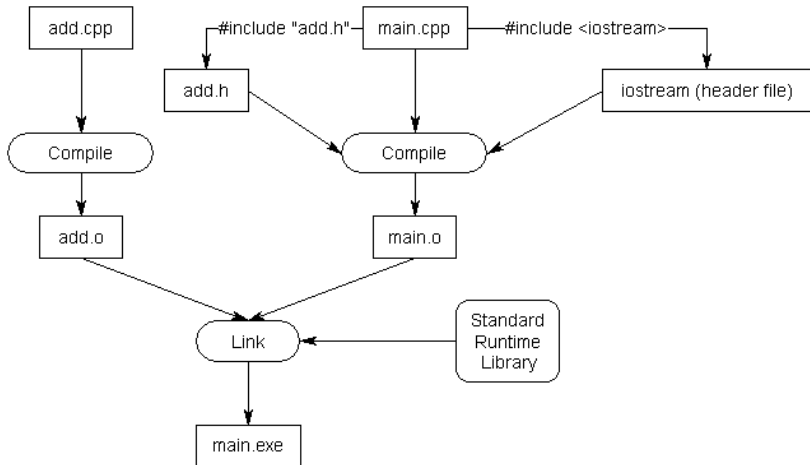 add.cpp
#include "add.h"
main.cpp
#include <iostream>
add.h
iostream (header file)
Compile
Compile
add.o
main.o
Link
Standard
Runtime
Library
main.exe